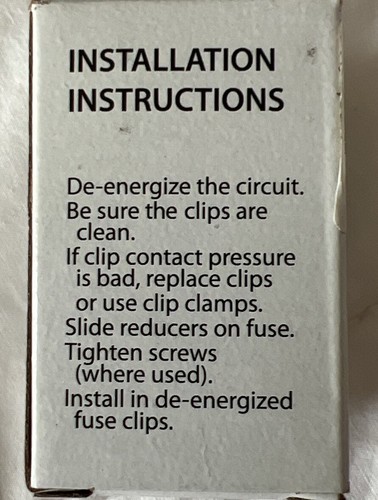 INSTALLATION
INSTRUCTIONS
De-energize the circuit.
Be sure the clips are
clean.
If clip contact pressure
is bad, replace clips
or use clip clamps.
Slide reducers on fuse.
Tighten screws
(where used).
Install in de-energized
fuse clips.